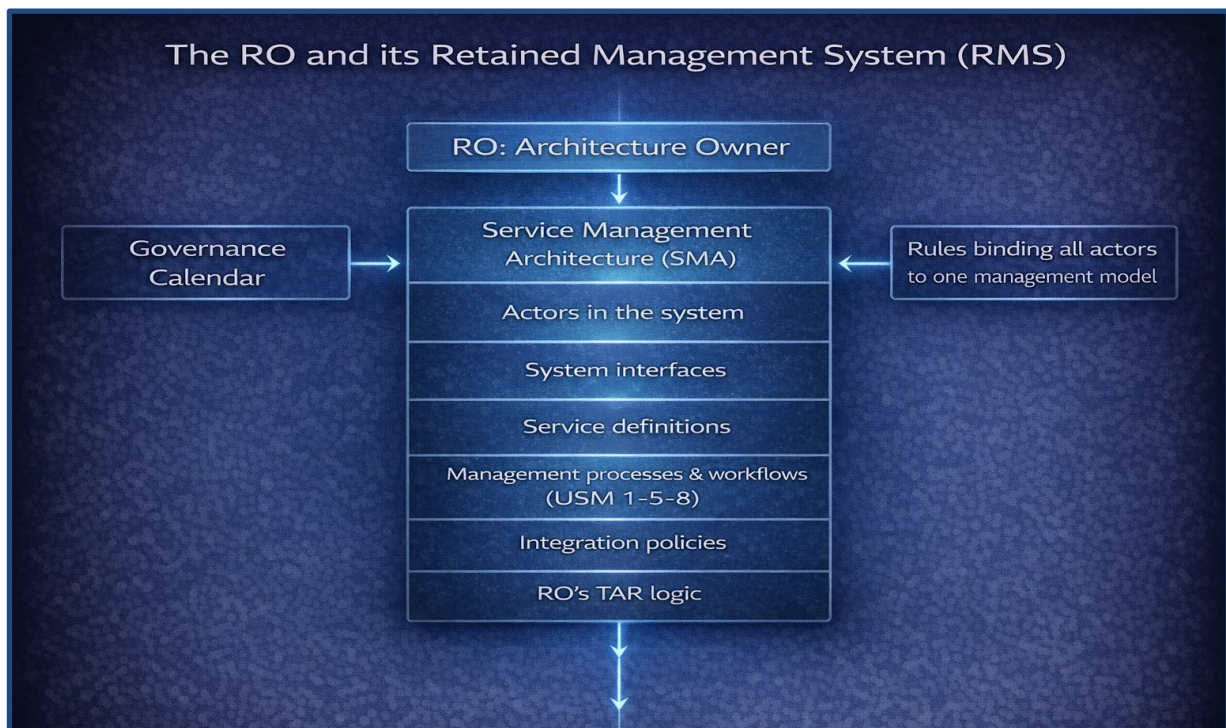 The RO and its Retained Management System (RMS)
RO: Architecture Owner
Governance
Calendar
Service Management
Architecture (SMA)
Rules binding all actors
to one management model
Actors in the system
System interfaces
Service definitions
Management processes & workflows
(USM 1-5-8)
Integration policies
RO's TAR logic